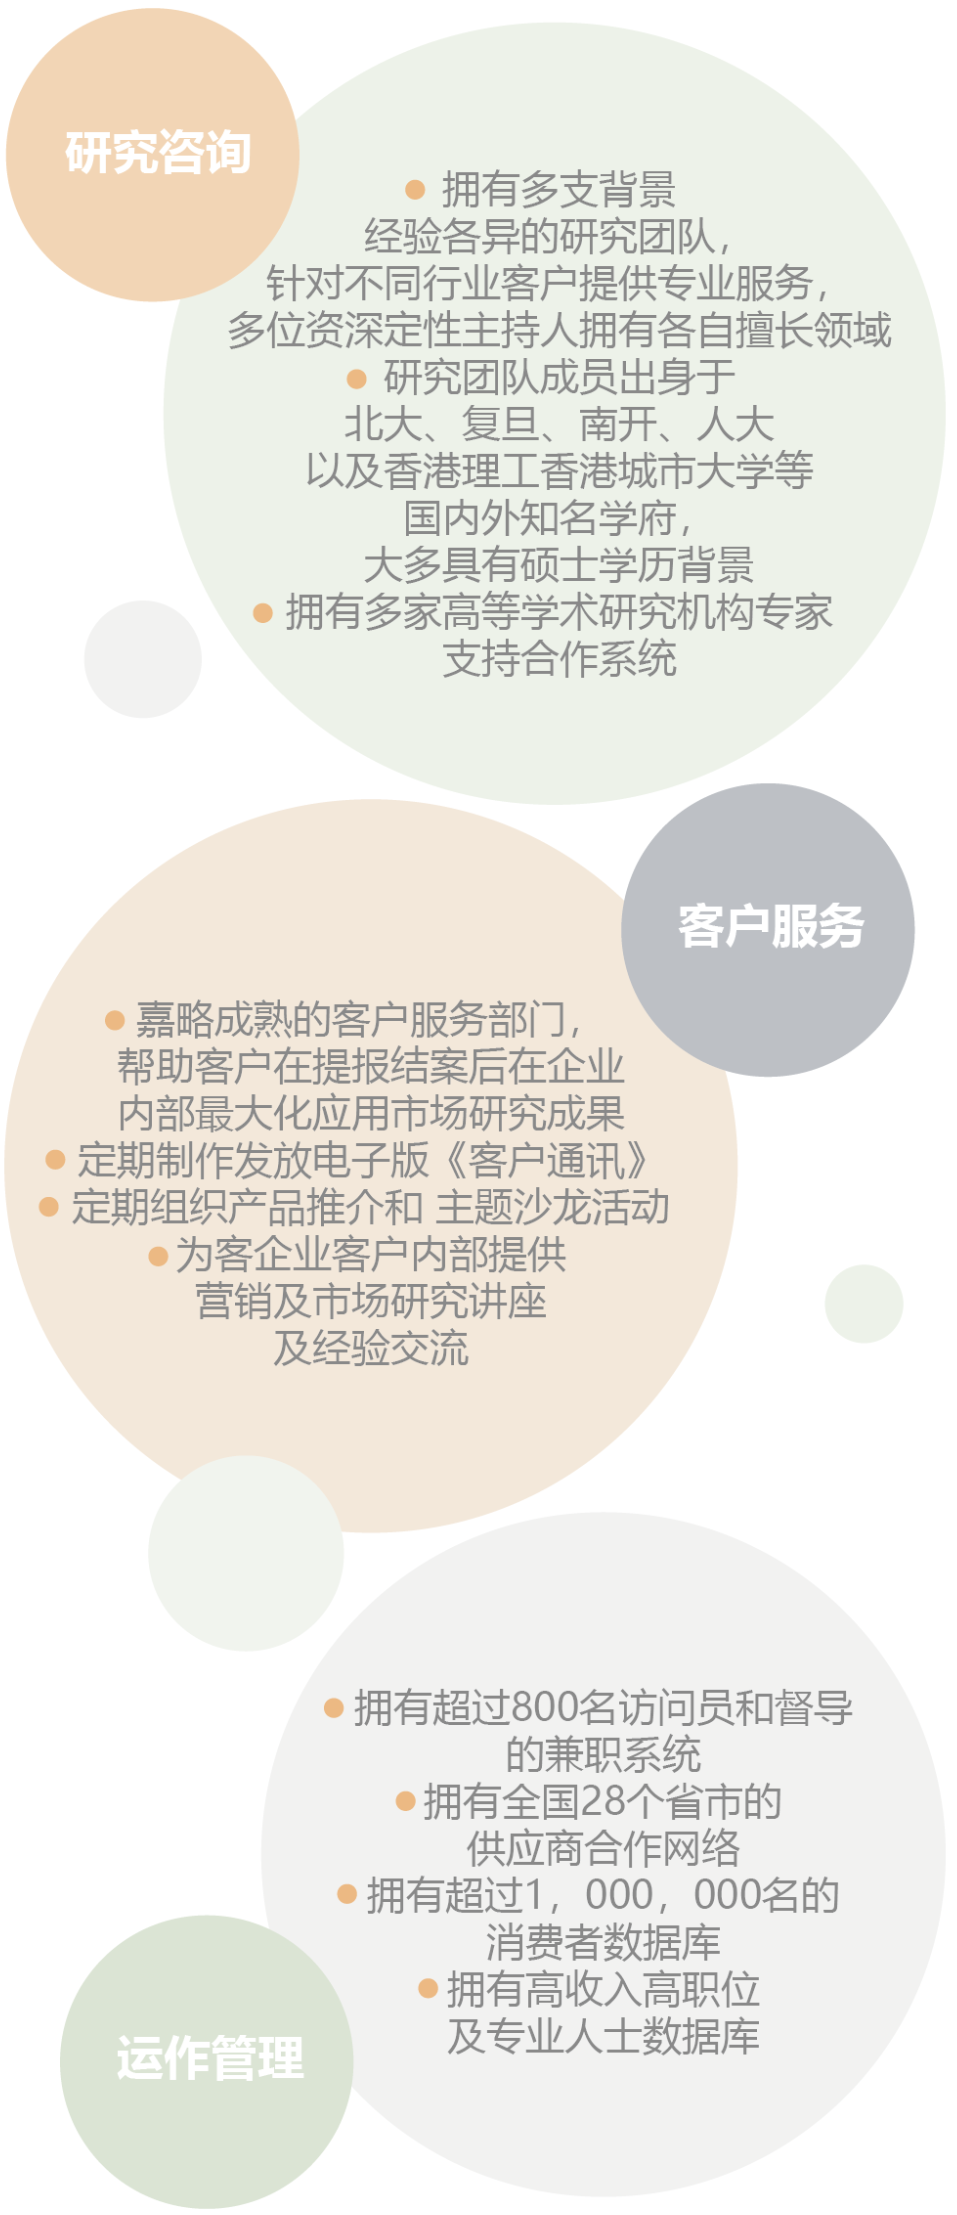 研究咨询
● 拥有多支背景
经验各异的研究团队，
针对不同行业客户提供专业服务，
多位资深定性主持人拥有各自擅长领域
● 研究团队成员出身于
北大、复旦、南开、人大
以及香港理工香港城市大学等
国内外知名学府，
大多具有硕士学历背景
● 拥有多家高等学术研究机构专家
支持合作系统
客户服务
● 嘉略成熟的客户服务部门，
帮助客户在提报结案后在企业
内部最大化应用市场研究成果
● 定期制作发放电子版《客户通讯》
● 定期组织产品推介和 主题沙龙活动
● 为客企业客户内部提供
营销及市场研究讲座
及经验交流
● 拥有超过800名访问员和督导
的兼职系统
● 拥有全国28个省市的
供应商合作网络
● 拥有超过1，000，000名的
消费者数据库
● 拥有高收入高职位
及专业人士数据库
运作管理